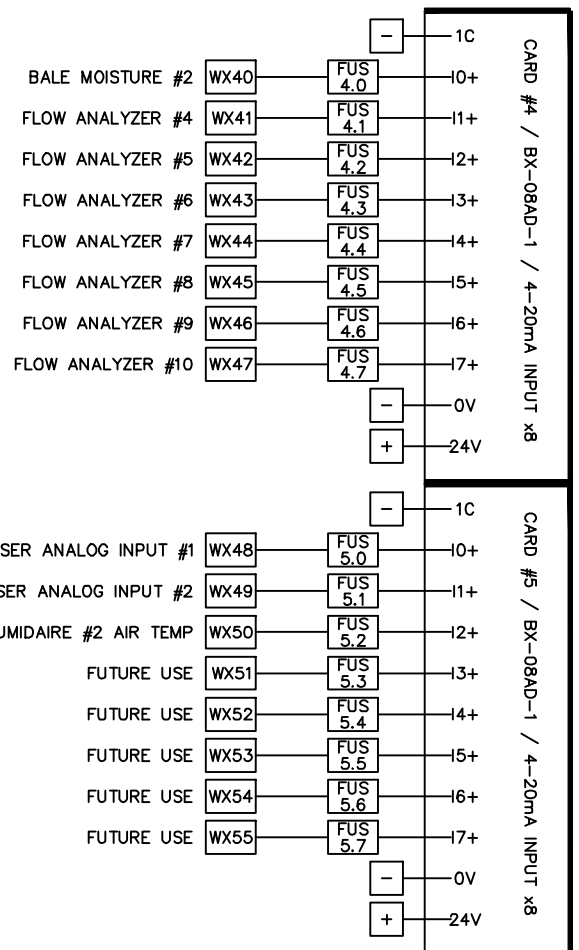 − 1C
BALE MOISTURE #2 WX40 FUS 4.0 I0+
FLOW ANALYZER #4 WX41 FUS 4.1 I1+
FLOW ANALYZER #5 WX42 FUS 4.2 I2+
FLOW ANALYZER #6 WX43 FUS 4.3 I3+
FLOW ANALYZER #7 WX44 FUS 4.4 I4+
FLOW ANALYZER #8 WX45 FUS 4.5 I5+
FLOW ANALYZER #9 WX46 FUS 4.6 I6+
FLOW ANALYZER #10 WX47 FUS 4.7 I7+
− 0V
+ 24V
CARD #4 / BX−08AD−1 / 4−20mA INPUT x8
− 1C
SER ANALOG INPUT #1 WX48 FUS 5.0 I0+
SER ANALOG INPUT #2 WX49 FUS 5.1 I1+
UMIDAIRE #2 AIR TEMP WX50 FUS 5.2 I2+
FUTURE USE WX51 FUS 5.3 I3+
FUTURE USE WX52 FUS 5.4 I4+
FUTURE USE WX53 FUS 5.5 I5+
FUTURE USE WX54 FUS 5.6 I6+
FUTURE USE WX55 FUS 5.7 I7+
− 0V
+ 24V
CARD #5 / BX−08AD−1 / 4−20mA INPUT x8